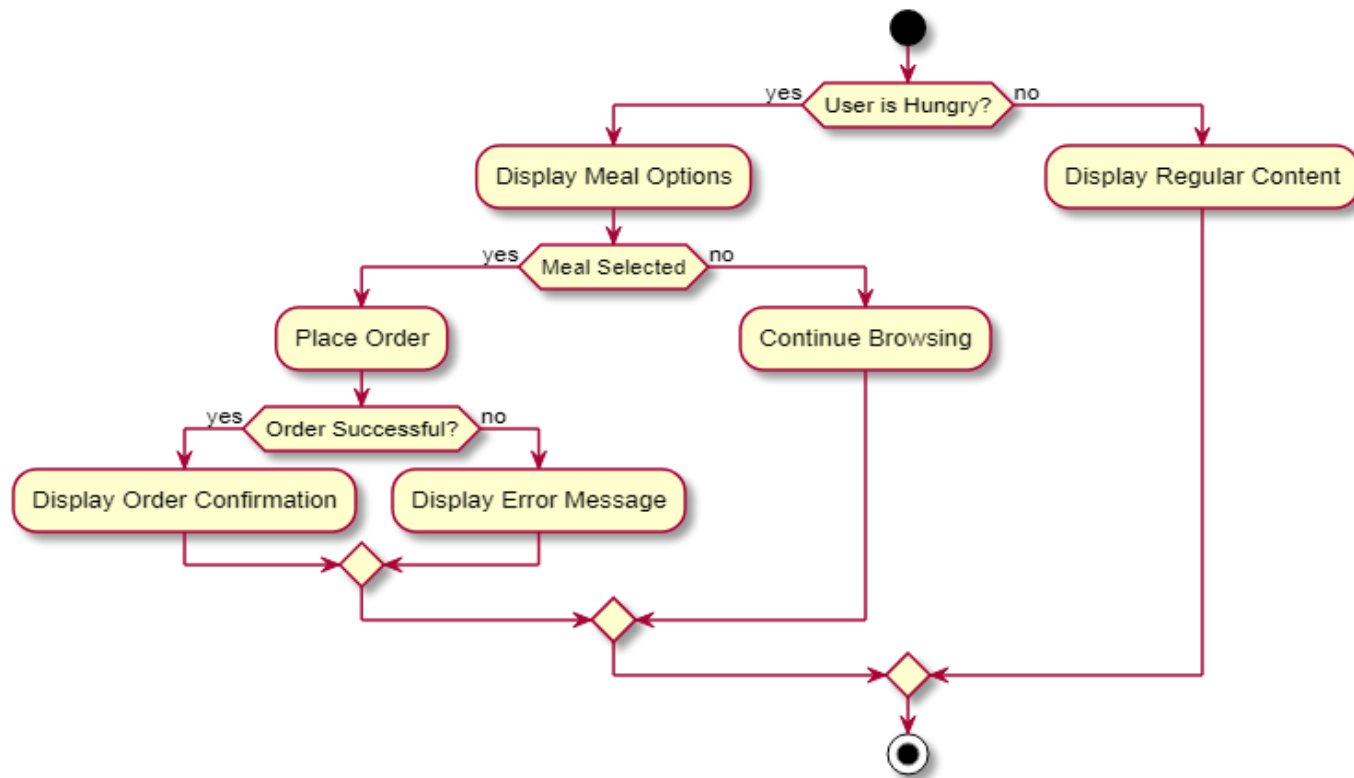 yes
User is Hungry?
no
Display Meal Options
Display Regular Content
yes
Meal Selected
no
Place Order
Continue Browsing
yes
Order Successful?
no
Display Order Confirmation
Display Error Message